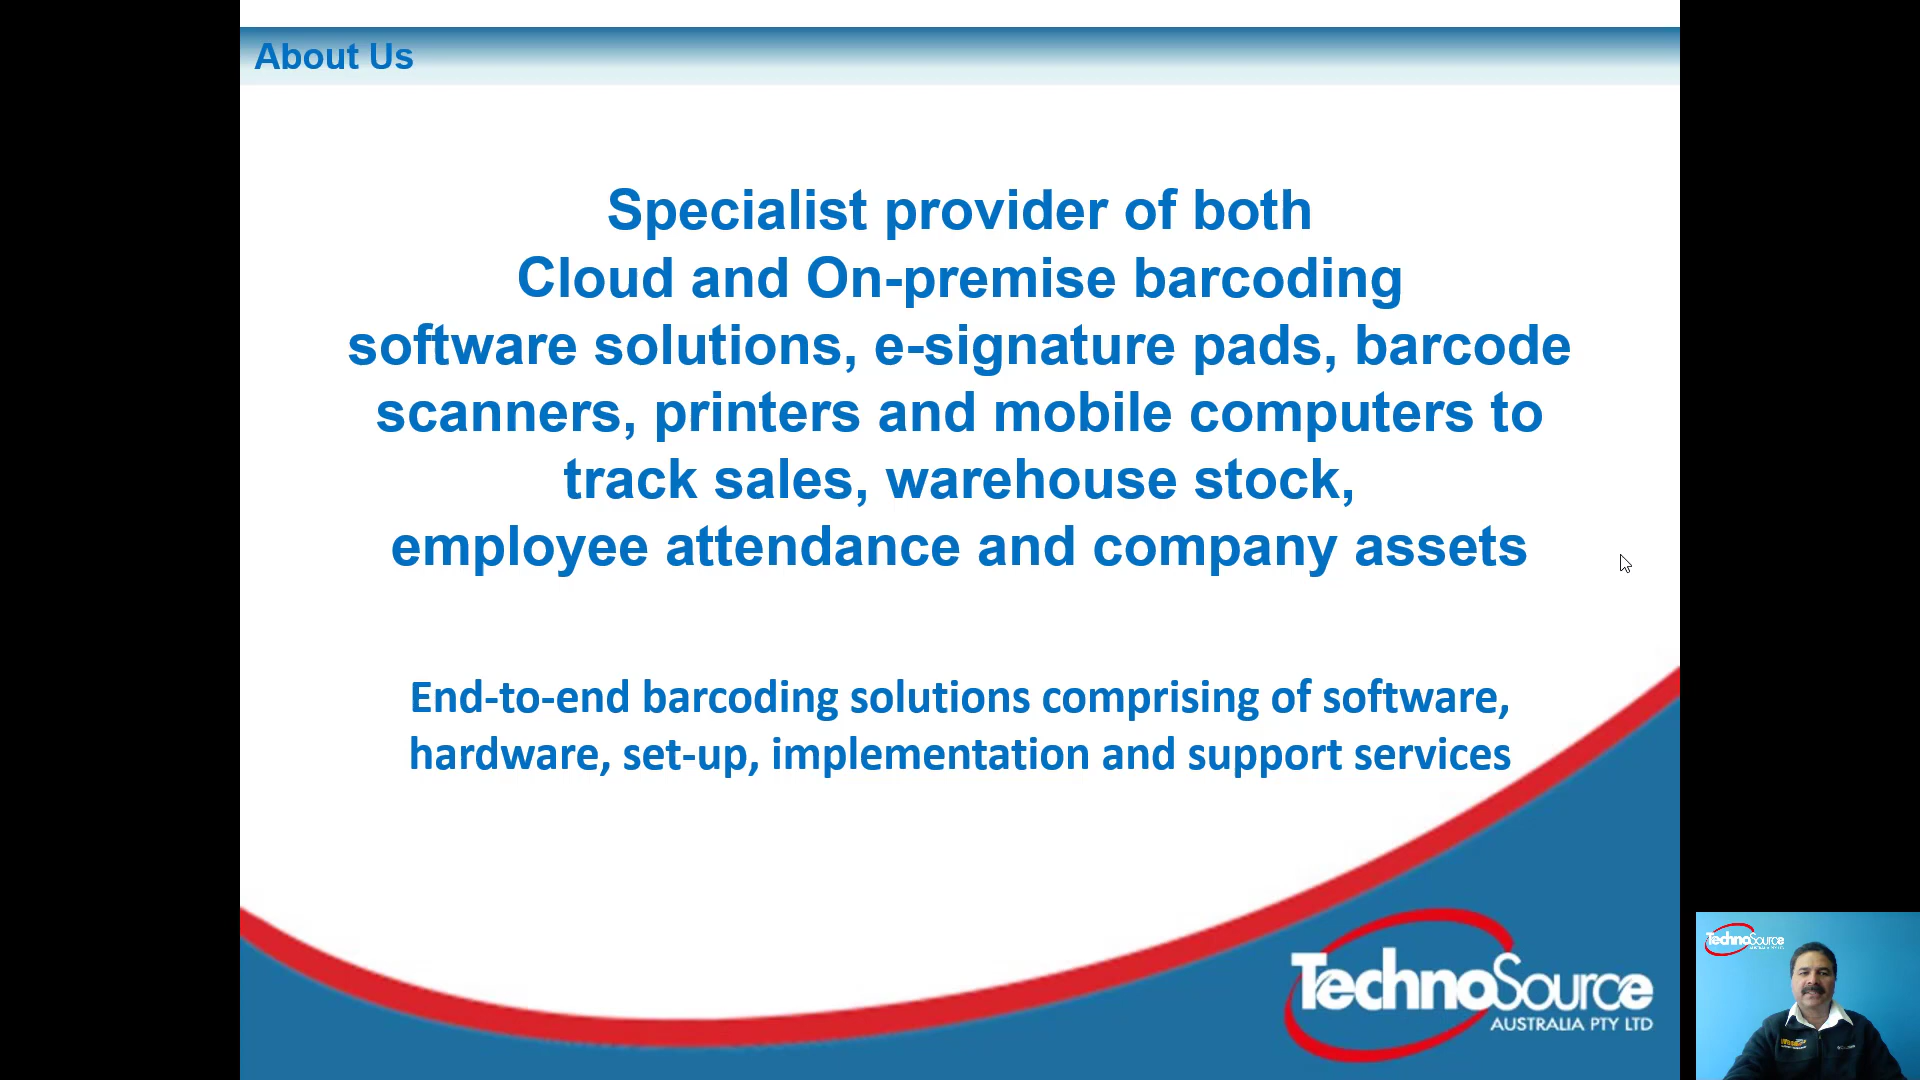 About Us
Specialist provider of both
Cloud and On-premise barcoding
software solutions, e-signature pads, barcode
scanners, printers and mobile computers to
track sales, warehouse stock,
employee attendance and company assets
End-to-end barcoding solutions comprising of software,
hardware, set-up, implementation and support services
TechnoSource
AUSTRALIA PTY LTD
TechnoSource